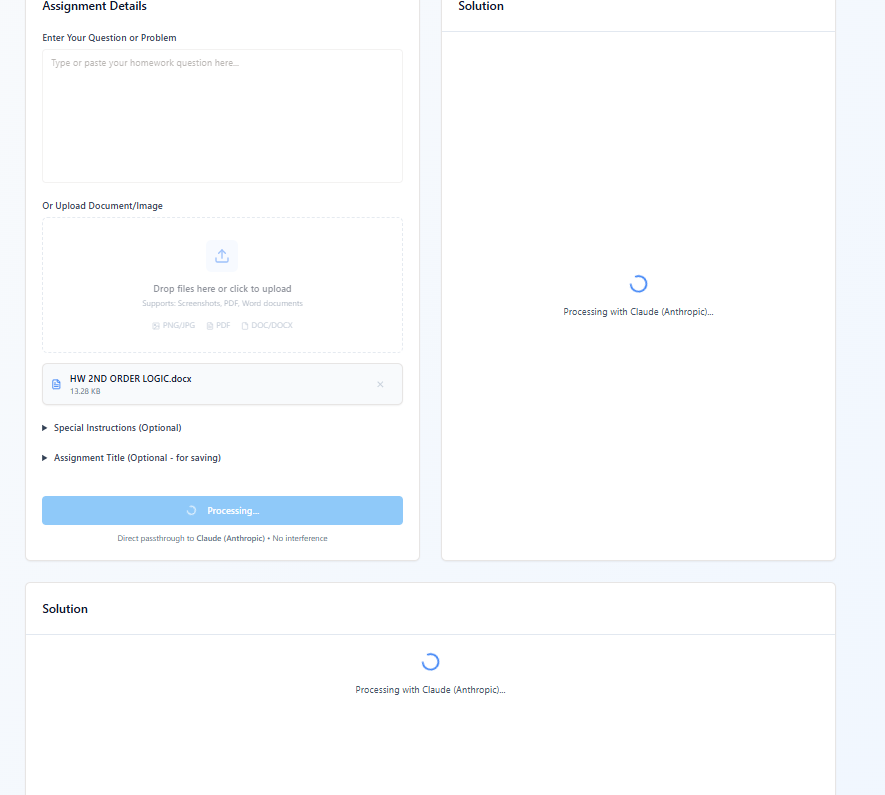 Assignment Details
Enter Your Question or Problem
Type or paste your homework question here...
Or Upload Document/Image
Drop files here or click to upload
Supports: Screenshots, PDF, Word documents
PNG/JPG PDF DOC/DOCX
HW 2ND ORDER LOGIC.docx
13.28 KB
Special Instructions (Optional)
Assignment Title (Optional - for saving)
Processing...
Direct passthrough to Claude (Anthropic) • No interference
Solution
Processing with Claude (Anthropic)...
Solution
Processing with Claude (Anthropic)...